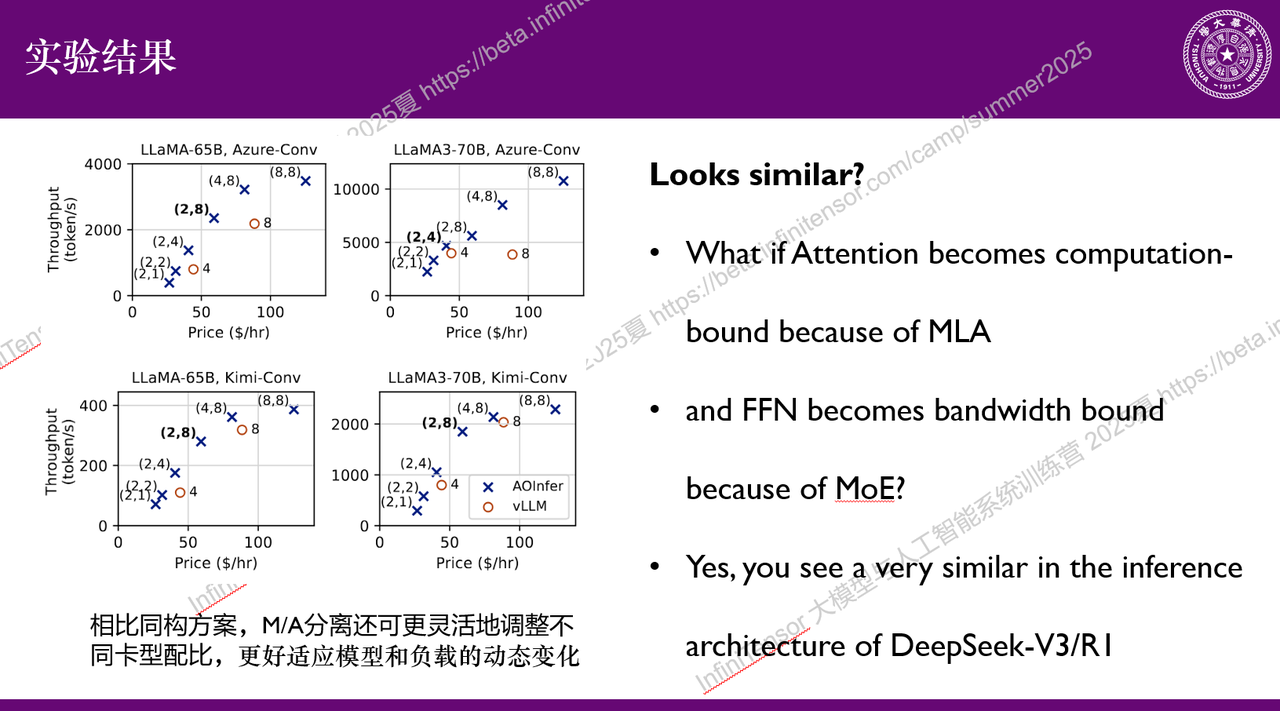 实验结果
LLaMA-65B, Azure-Conv
4000
2000
0
Throughput
(token/s)
(8,8)
(4,8)
(2,8)
8
(2,4)
(2,2)
(2,1)
4
0 50 100
Price ($/hr)
LLaMA3-70B, Azure-Conv
10000
5000
0
(8,8)
(4,8)
(2,8)
(2,4)
(2,2)
(2,1)
4
8
0 50 100
Price ($/hr)
LLaMA-65B, Kimi-Conv
400
200
0
Throughput
(token/s)
(8,8)
(4,8)
(2,8)
8
(2,4)
(2,2)
(2,1)
4
0 50 100
Price ($/hr)
LLaMA3-70B, Kimi-Conv
2000
1000
0
(8,8)
(4,8)
(2,8)
8
(2,4)
(2,2)
(2,1)
4
AOInfer
vLLM
0 50 100
Price ($/hr)
相比同构方案，M/A分离还可更灵活地调整不
同卡型配比，更好适应模型和负载的动态变化
Looks similar?
• What if Attention becomes computation-
bound because of MLA
• and FFN becomes bandwidth bound
because of MoE?
• Yes, you see a very similar in the inference
architecture of DeepSeek-V3/R1
TSINGHUA UNIVERSITY
1911
2025夏 https://beta.infinit
2025夏 https://beta.infinitensor.com/camp/summer2025
InfiniTensor 大模型与人工智能系统训练营 2025夏 https://beta.i